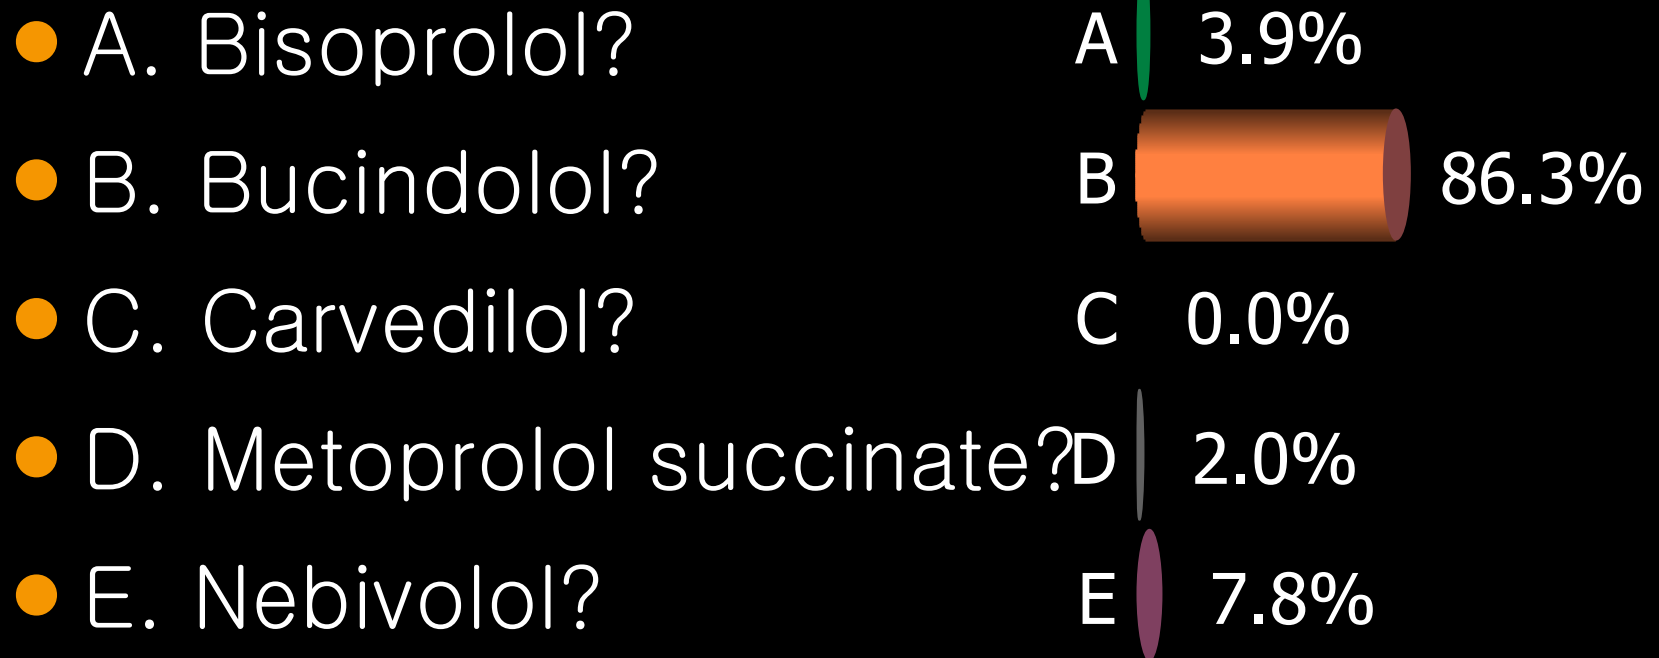 A. Bisoprolol? A 3.9%
B. Bucindolol? B 86.3%
C. Carvedilol? C 0.0%
D. Metoprolol succinate? D 2.0%
E. Nebivolol? E 7.8%